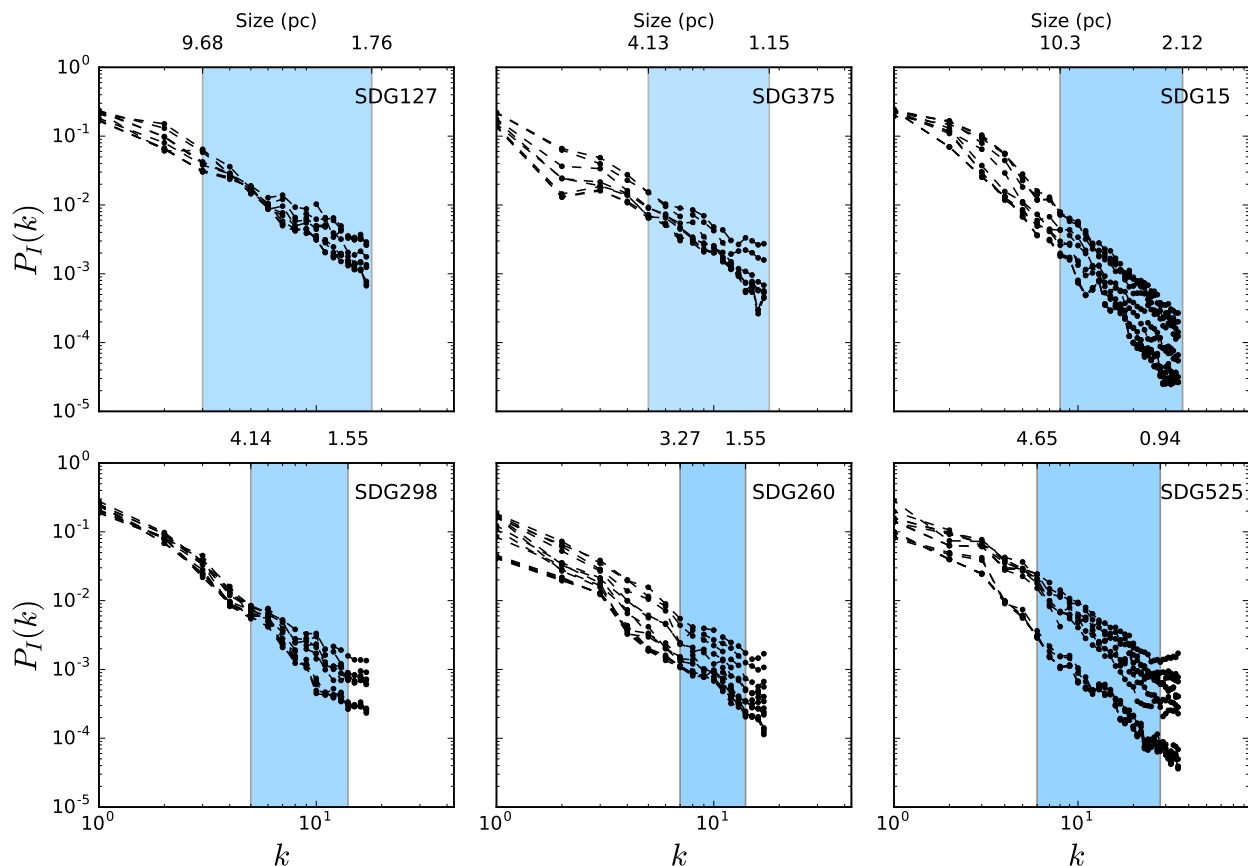 Size (pc) Size (pc) Size (pc)
9.68 1.76 4.13 1.15 10.3 2.12
10^0 SDG127 SDG375 SDG15
10^-1
10^-2
10^-3
10^-4
10^-5
P_I(k)
4.14 1.55 3.27 1.55 4.65 0.94
10^0 SDG298 SDG260 SDG525
10^-1
10^-2
10^-3
10^-4
10^-5
P_I(k)
10^0 10^1 10^0 10^1 10^0 10^1
k k k